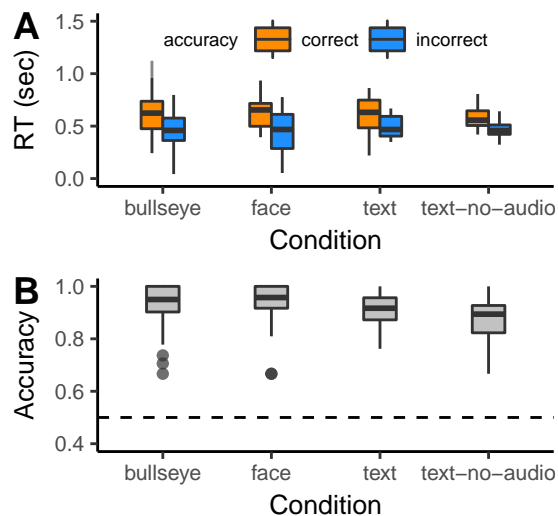 A
accuracy correct incorrect
RT (sec)
1.5
1.0
0.5
0.0
bullseye face text text−no−audio
Condition
B
Accuracy
1.0
0.8
0.6
0.4
bullseye face text text−no−audio
Condition